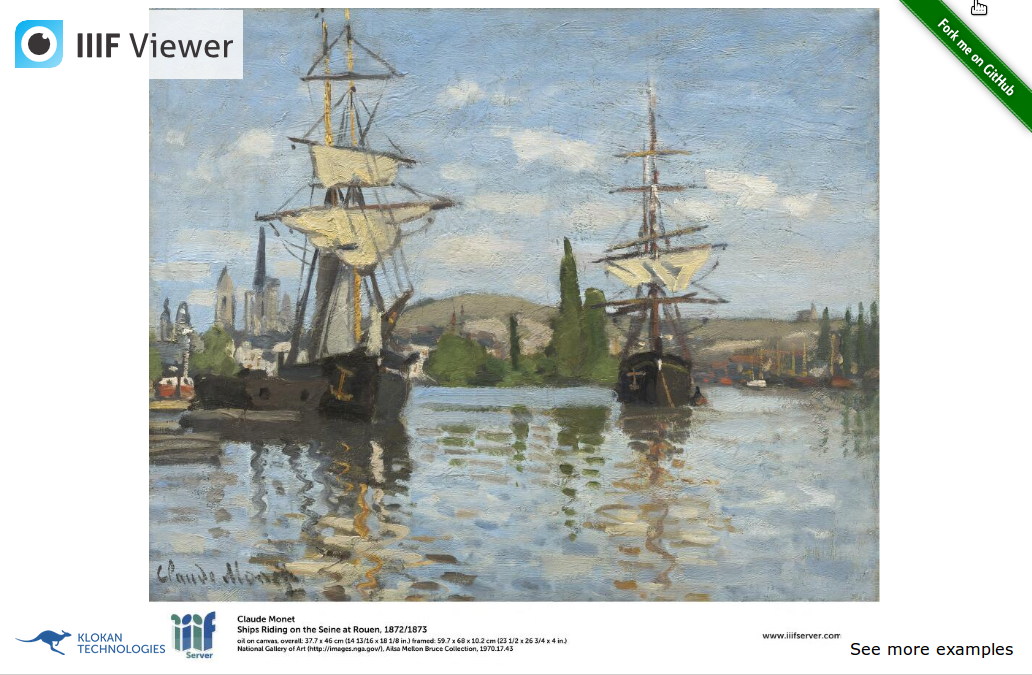 IIIF Viewer
Fork me on GitHub
Claude Monet
KLOKAN
TECHNOLOGIES
iiif
Server
Claude Monet
Ships Riding on the Seine at Rouen, 1872/1873
oil on canvas, overall: 37.7 x 46 cm (14 13/16 x 18 1/8 in.) framed: 59.7 x 68 x 10.2 cm (23 1/2 x 26 3/4 x 4 in.)
National Gallery of Art (http://images.nga.gov/), Ailsa Mellon Bruce Collection, 1970.17.43
www.iiifserver.com
See more examples